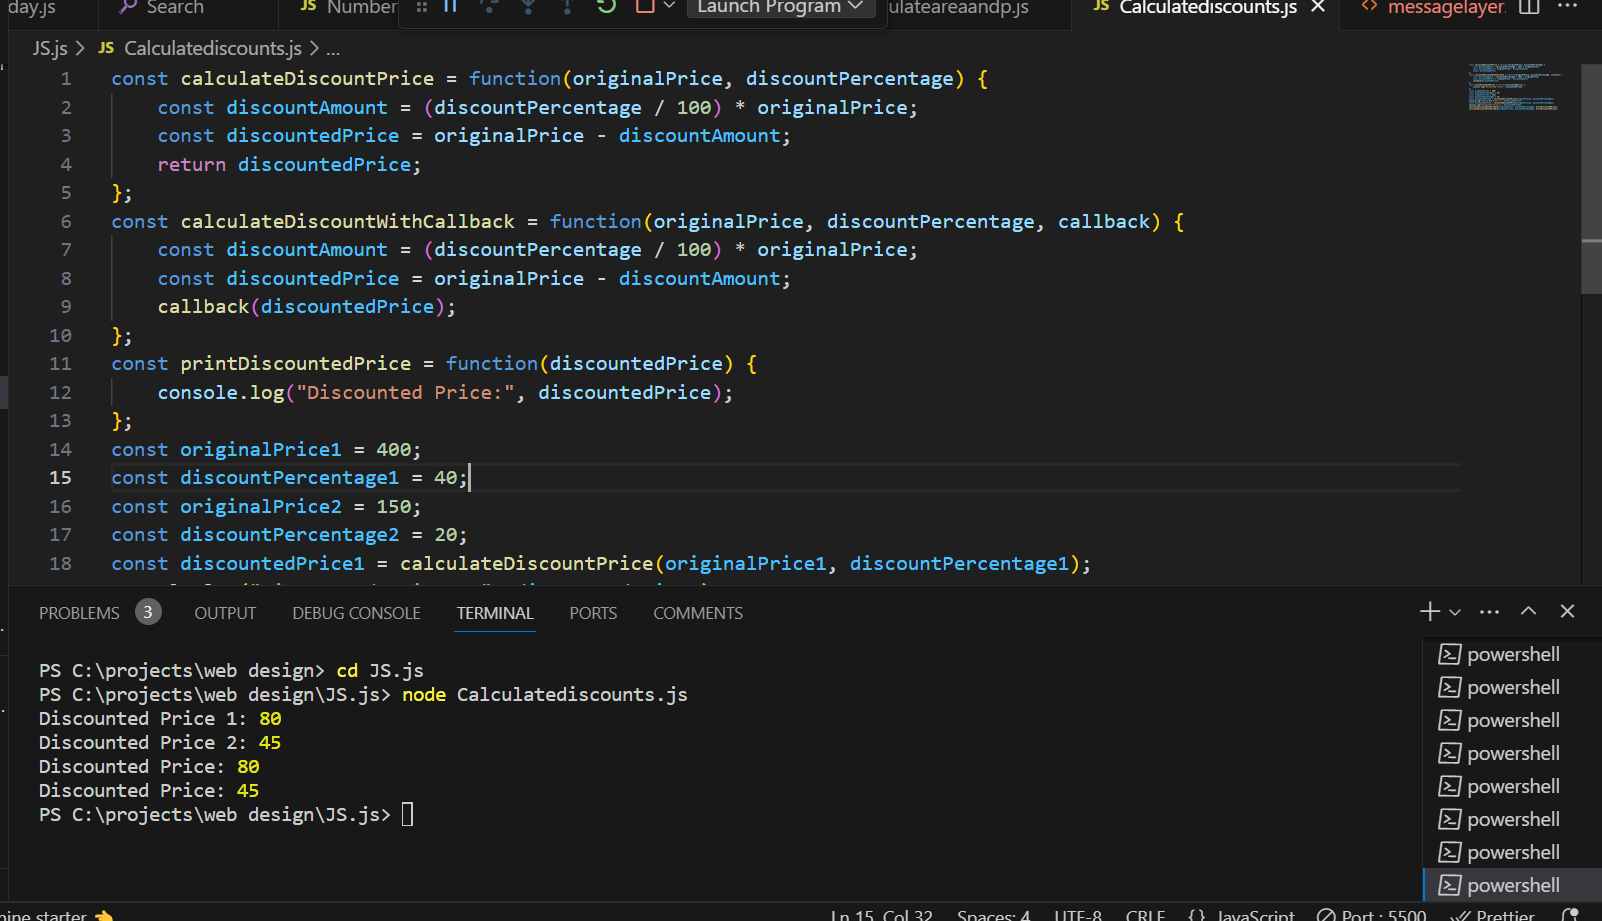 day.js Search JS Number Launch Program ulateareaandp.js JS Calculatediscounts.js messagelayer
JS.js > JS Calculatediscounts.js > ...
1 const calculateDiscountPrice = function(originalPrice, discountPercentage) {
2 const discountAmount = (discountPercentage / 100) * originalPrice;
3 const discountedPrice = originalPrice - discountAmount;
4 return discountedPrice;
5 };
6 const calculateDiscountWithCallback = function(originalPrice, discountPercentage, callback) {
7 const discountAmount = (discountPercentage / 100) * originalPrice;
8 const discountedPrice = originalPrice - discountAmount;
9 callback(discountedPrice);
10 };
11 const printDiscountedPrice = function(discountedPrice) {
12 console.log("Discounted Price:", discountedPrice);
13 };
14 const originalPrice1 = 400;
15 const discountPercentage1 = 40;
16 const originalPrice2 = 150;
17 const discountPercentage2 = 20;
18 const discountedPrice1 = calculateDiscountPrice(originalPrice1, discountPercentage1);
PROBLEMS 3 OUTPUT DEBUG CONSOLE TERMINAL PORTS COMMENTS
PS C:\projects\web design> cd JS.js
PS C:\projects\web design\JS.js> node Calculatediscounts.js
Discounted Price 1: 80
Discounted Price 2: 45
Discounted Price: 80
Discounted Price: 45
PS C:\projects\web design\JS.js>
powershell
powershell
powershell
powershell
powershell
powershell
powershell
powershell
nine starter Ln 15, Col 32 Spaces: 4 UTF-8 CRLF {} JavaScript Port : 5500 Prettier